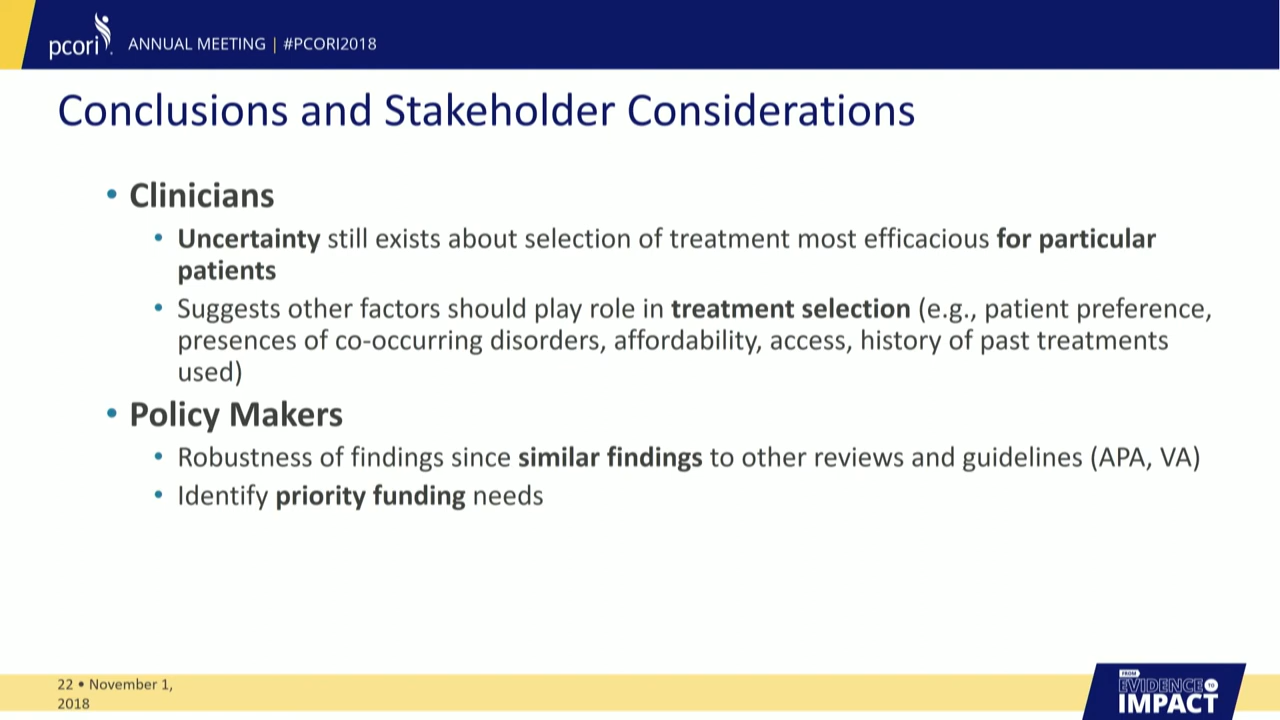 pcori ANNUAL MEETING | #PCORI2018
Conclusions and Stakeholder Considerations
• Clinicians
• Uncertainty still exists about selection of treatment most efficacious for particular
patients
• Suggests other factors should play role in treatment selection (e.g., patient preference,
presences of co-occurring disorders, affordability, access, history of past treatments
used)
• Policy Makers
• Robustness of findings since similar findings to other reviews and guidelines (APA, VA)
• Identify priority funding needs
22 • November 1,
2018
FROM
EVIDENCE TO
IMPACT